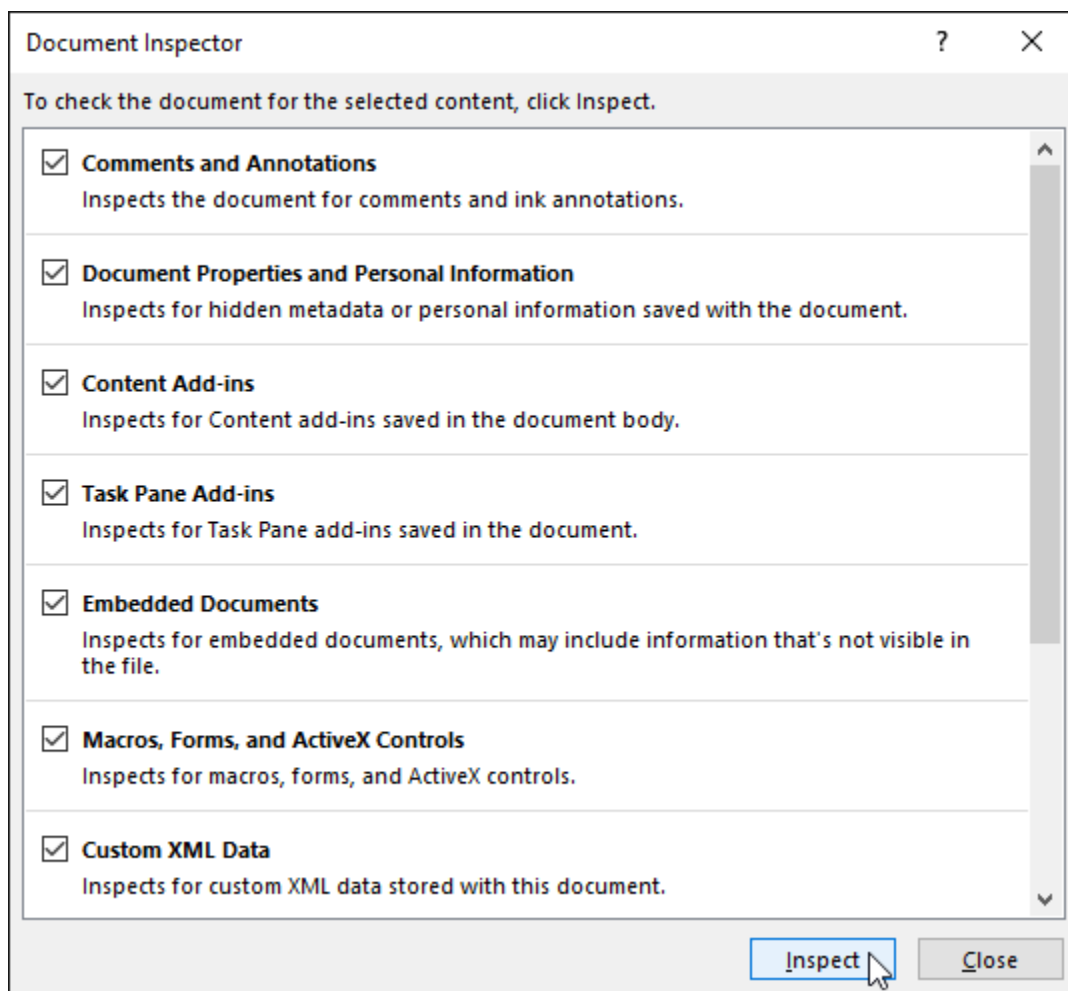 Document Inspector ?
To check the document for the selected content, click Inspect.
Comments and Annotations
Inspects the document for comments and ink annotations.
Document Properties and Personal Information
Inspects for hidden metadata or personal information saved with the document.
Content Add-ins
Inspects for Content add-ins saved in the document body.
Task Pane Add-ins
Inspects for Task Pane add-ins saved in the document.
Embedded Documents
Inspects for embedded documents, which may include information that's not visible in
the file.
Macros, Forms, and ActiveX Controls
Inspects for macros, forms, and ActiveX controls.
Custom XML Data
Inspects for custom XML data stored with this document.
Inspect Close